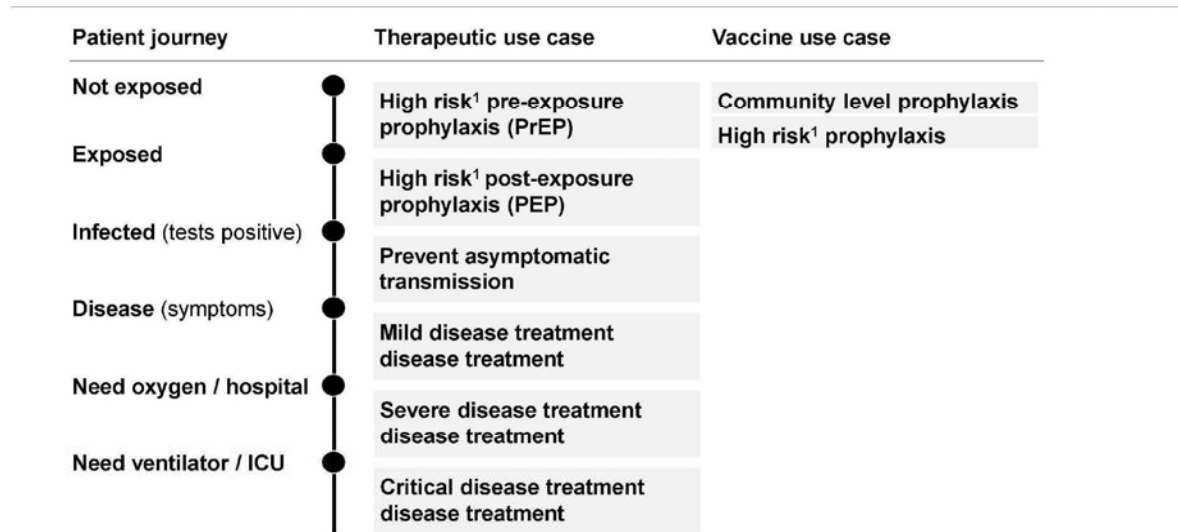 Patient journey
Therapeutic use case
Vaccine use case
Not exposed
High risk¹ pre-exposure
prophylaxis (PrEP)
Community level prophylaxis
High risk¹ prophylaxis
Exposed
High risk¹ post-exposure
prophylaxis (PEP)
Infected (tests positive)
Prevent asymptomatic
transmission
Disease (symptoms)
Mild disease treatment
disease treatment
Need oxygen / hospital
Severe disease treatment
disease treatment
Need ventilator / ICU
Critical disease treatment
disease treatment